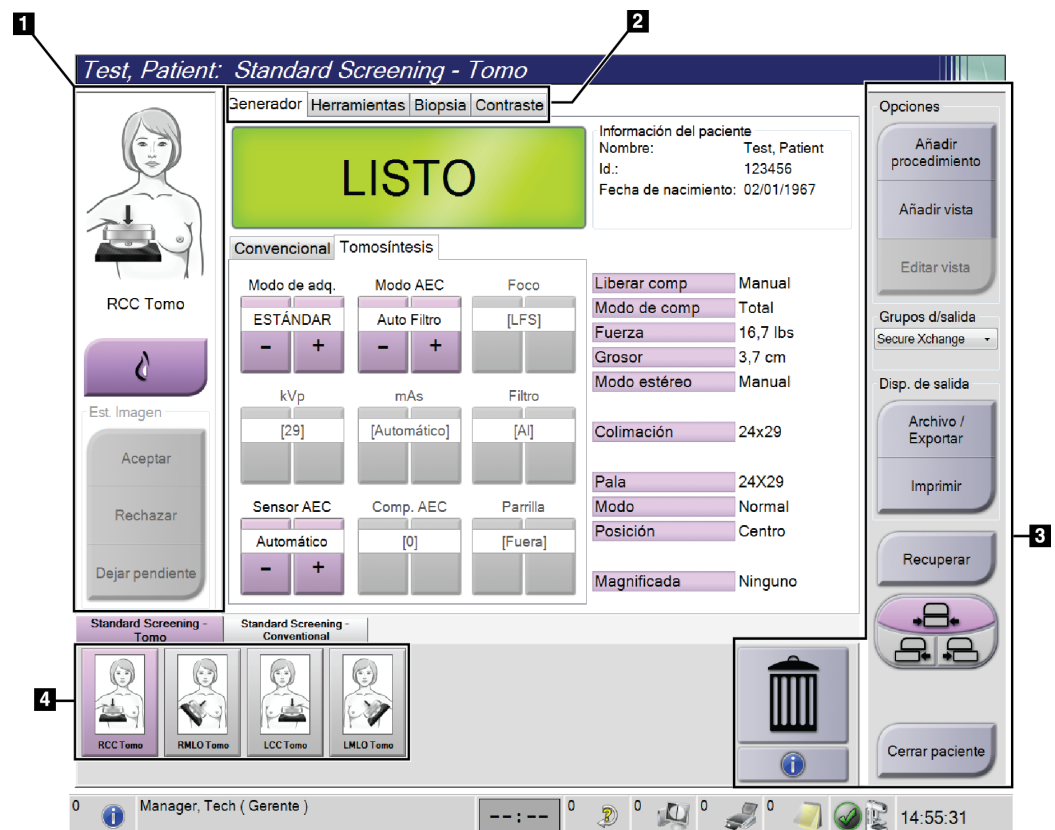 1
2
Test, Patient: Standard Screening - Tomo
Generador Herramientas Biopsia Contraste
LISTO
Información del paciente
Nombre: Test, Patient
Id.: 123456
Fecha de nacimiento: 02/01/1967
RCC Tomo
Est. Imagen
Aceptar
Rechazar
Dejar pendiente
Convencional Tomosíntesis
Modo de adq. Modo AEC Foco
ESTÁNDAR Auto Filtro [LFS]
- + - +
kVp mAs Filtro
[29] [Automático] [Al]
Sensor AEC Comp. AEC Parrilla
Automático [0] [Fuera]
- +
Liberar comp Manual
Modo de comp Total
Fuerza 16,7 lbs
Grosor 3,7 cm
Modo estéreo Manual
Colimación 24x29
Pala 24X29
Modo Normal
Posición Centro
Magnificada Ninguno
Opciones
Añadir
procedimiento
Añadir vista
Editar vista
Grupos d/salida
Secure Xchange
Disp. de salida
Archivo /
Exportar
Imprimir
Recuperar
Cerrar paciente
3
Standard Screening -
Tomo
Standard Screening -
Conventional
4
RCC Tomo RMLO Tomo LCC Tomo LMLO Tomo
i
0 i Manager, Tech ( Gerente ) --:-- 0 ? 0 0 0 14:55:31